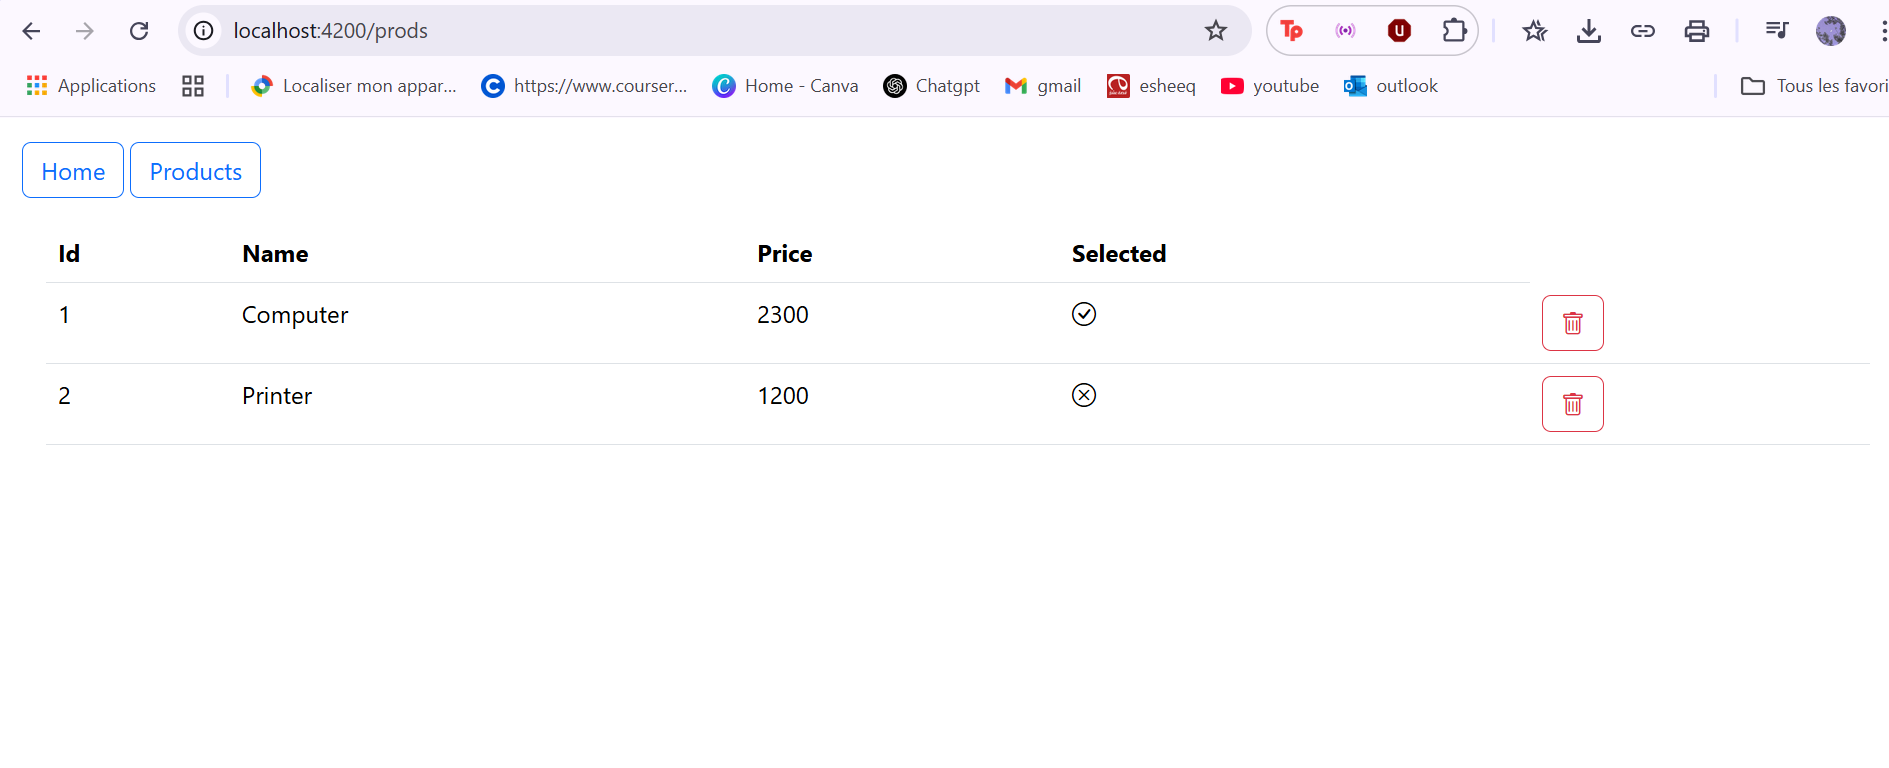 localhost:4200/prods
Tp
U
Applications Localiser mon appar... https://www.courser... Home - Canva Chatgpt gmail esheeq youtube outlook Tous les favori
Home Products
Id Name Price Selected
1 Computer 2300
2 Printer 1200